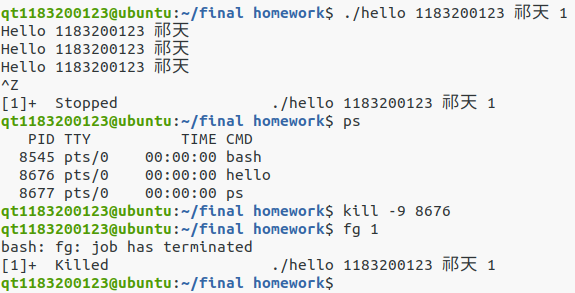 qt1183200123@ubuntu:~/final homework$ ./hello 1183200123 祁天 1
Hello 1183200123 祁天
Hello 1183200123 祁天
Hello 1183200123 祁天
^Z
[1]+  Stopped                 ./hello 1183200123 祁天 1
qt1183200123@ubuntu:~/final homework$ ps
   PID TTY          TIME CMD
  8545 pts/0    00:00:00 bash
  8676 pts/0    00:00:00 hello
  8677 pts/0    00:00:00 ps
qt1183200123@ubuntu:~/final homework$ kill -9 8676
qt1183200123@ubuntu:~/final homework$ fg 1
bash: fg: job has terminated
[1]+  Killed                  ./hello 1183200123 祁天 1
qt1183200123@ubuntu:~/final homework$